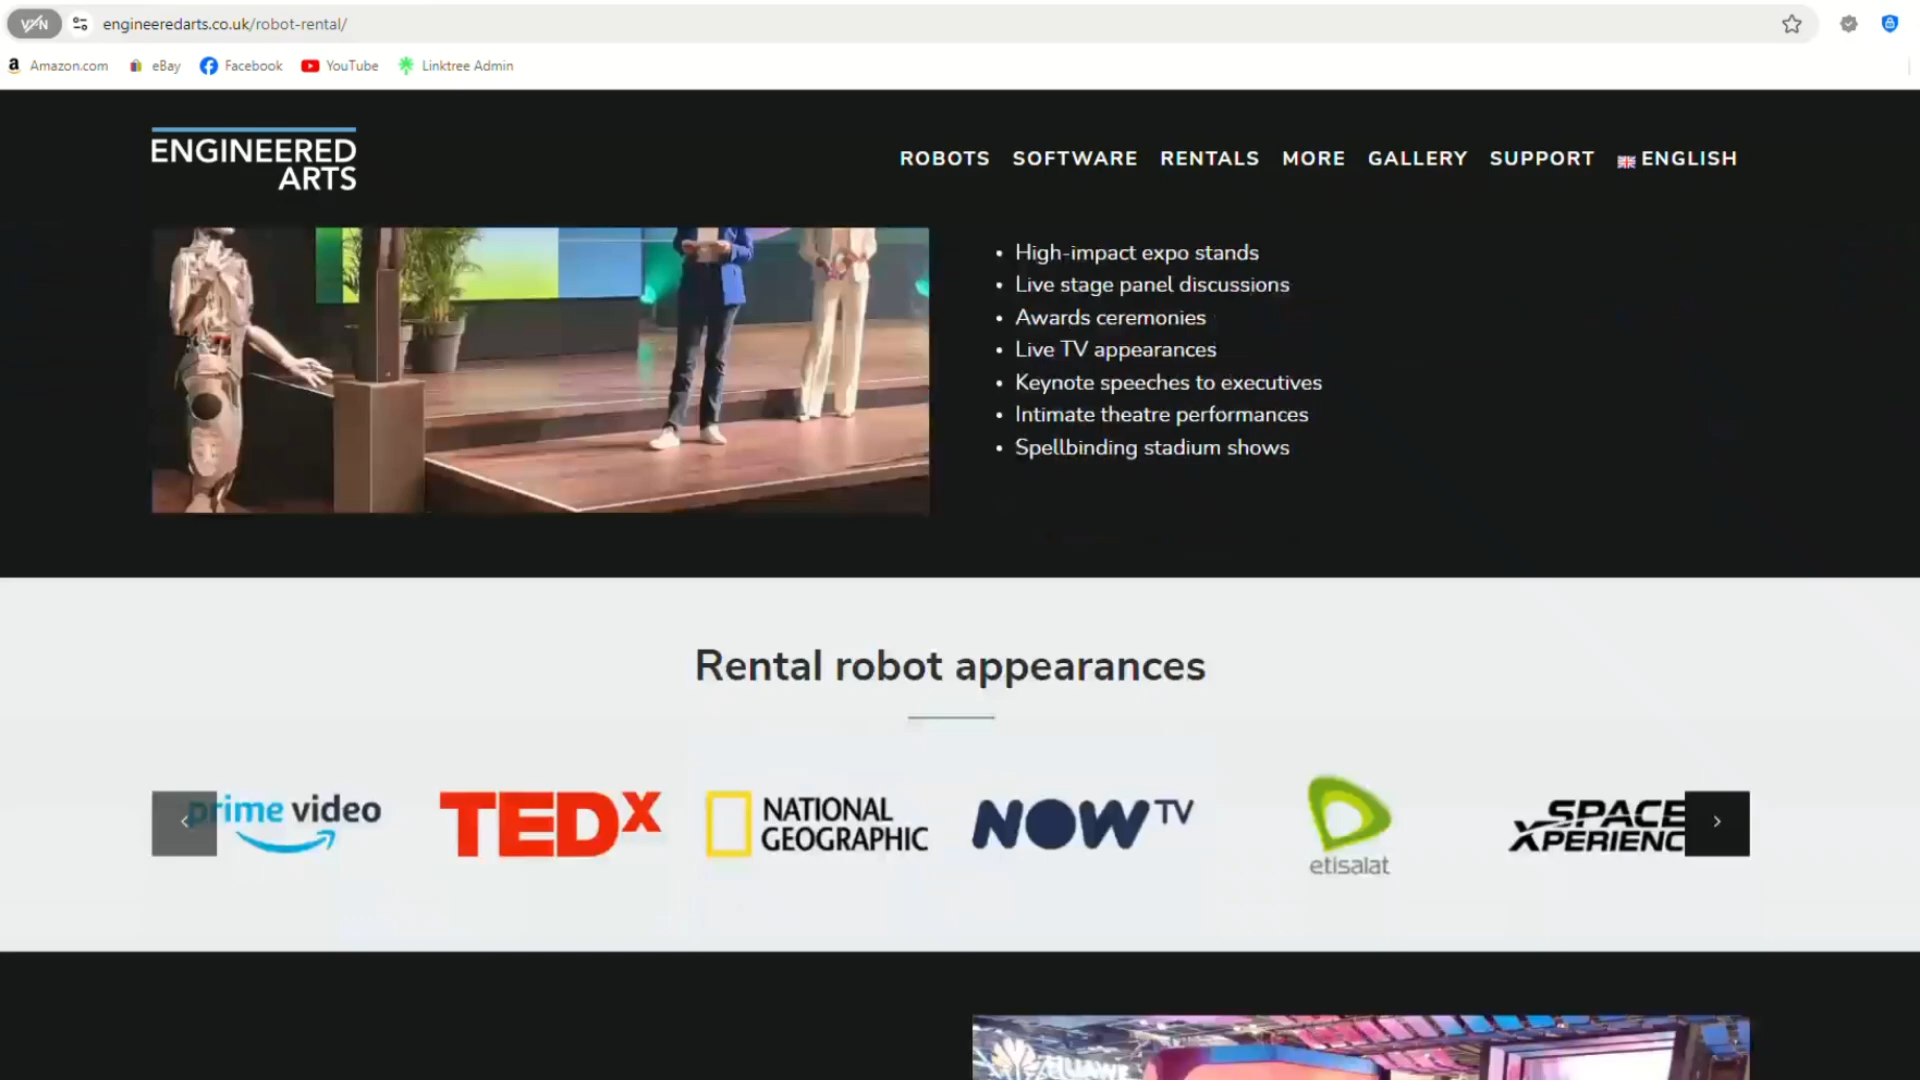 VPN
engineeredarts.co.uk/robot-rental/
Amazon.com eBay Facebook YouTube Linktree Admin
ENGINEERED
ARTS
ROBOTS SOFTWARE RENTALS MORE GALLERY SUPPORT ENGLISH
• High-impact expo stands
• Live stage panel discussions
• Awards ceremonies
• Live TV appearances
• Keynote speeches to executives
• Intimate theatre performances
• Spellbinding stadium shows
Rental robot appearances
prime video
TEDx
NATIONAL
GEOGRAPHIC
NOW TV
etisalat
SPACE
XPERIENC
HUAWE